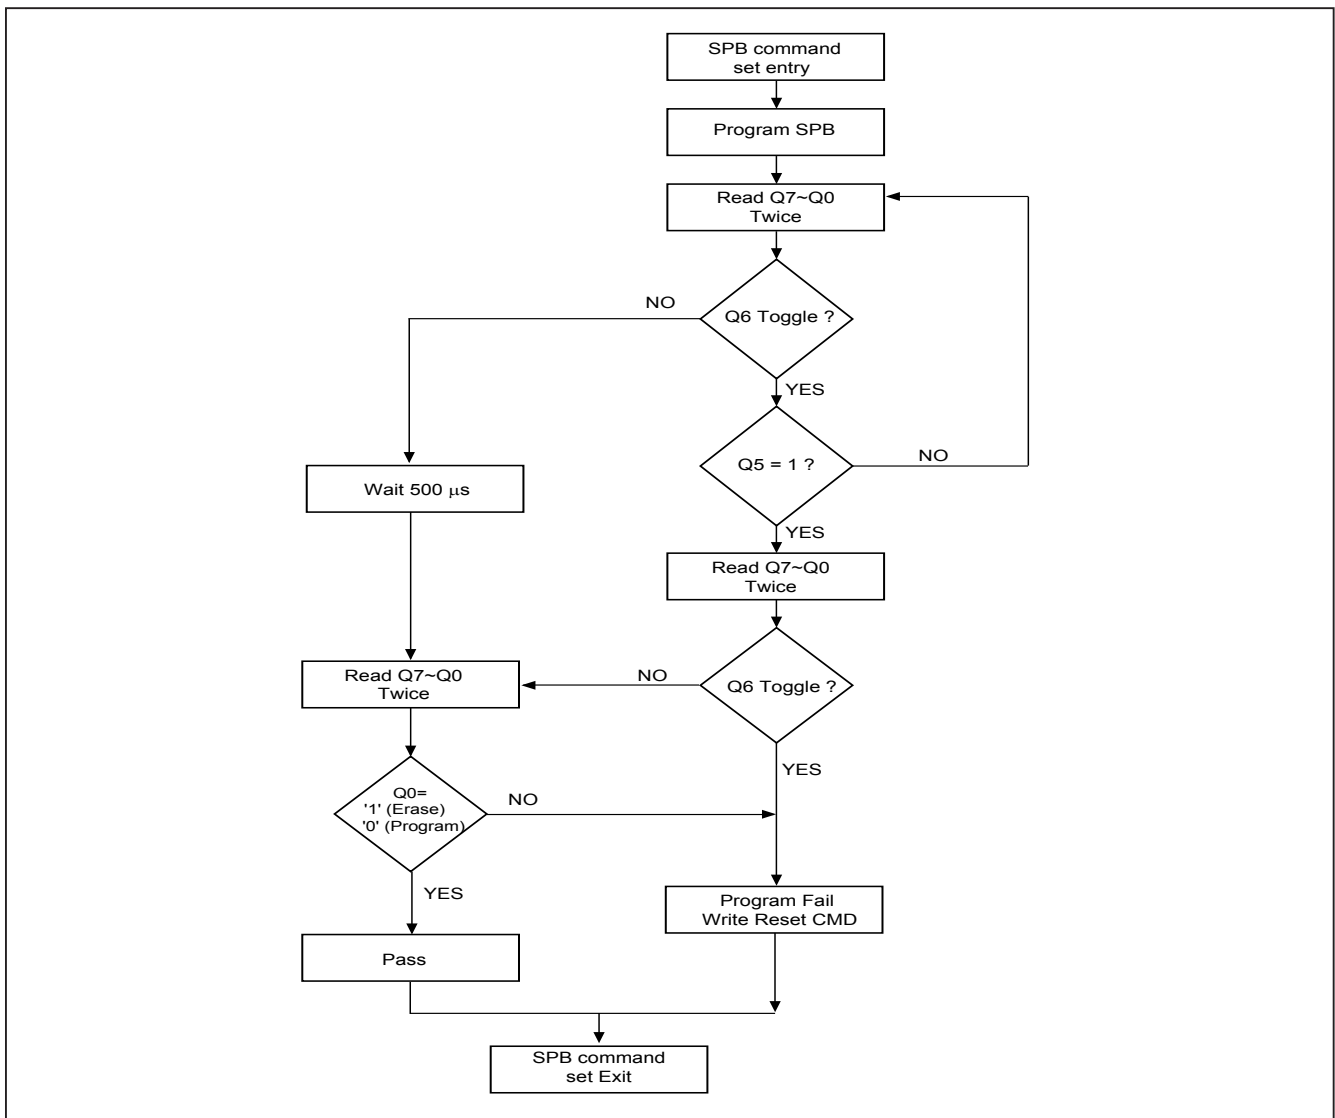 SPB command
set entry
Program SPB
Read Q7~Q0
Twice
NO
Q6 Toggle ?
YES
Q5 = 1 ?
NO
Wait 500 μs
YES
Read Q7~Q0
Twice
Read Q7~Q0
Twice
NO
Q6 Toggle ?
YES
Q0=
'1' (Erase)
'0' (Program)
NO
YES
Program Fail
Write Reset CMD
Pass
SPB command
set Exit